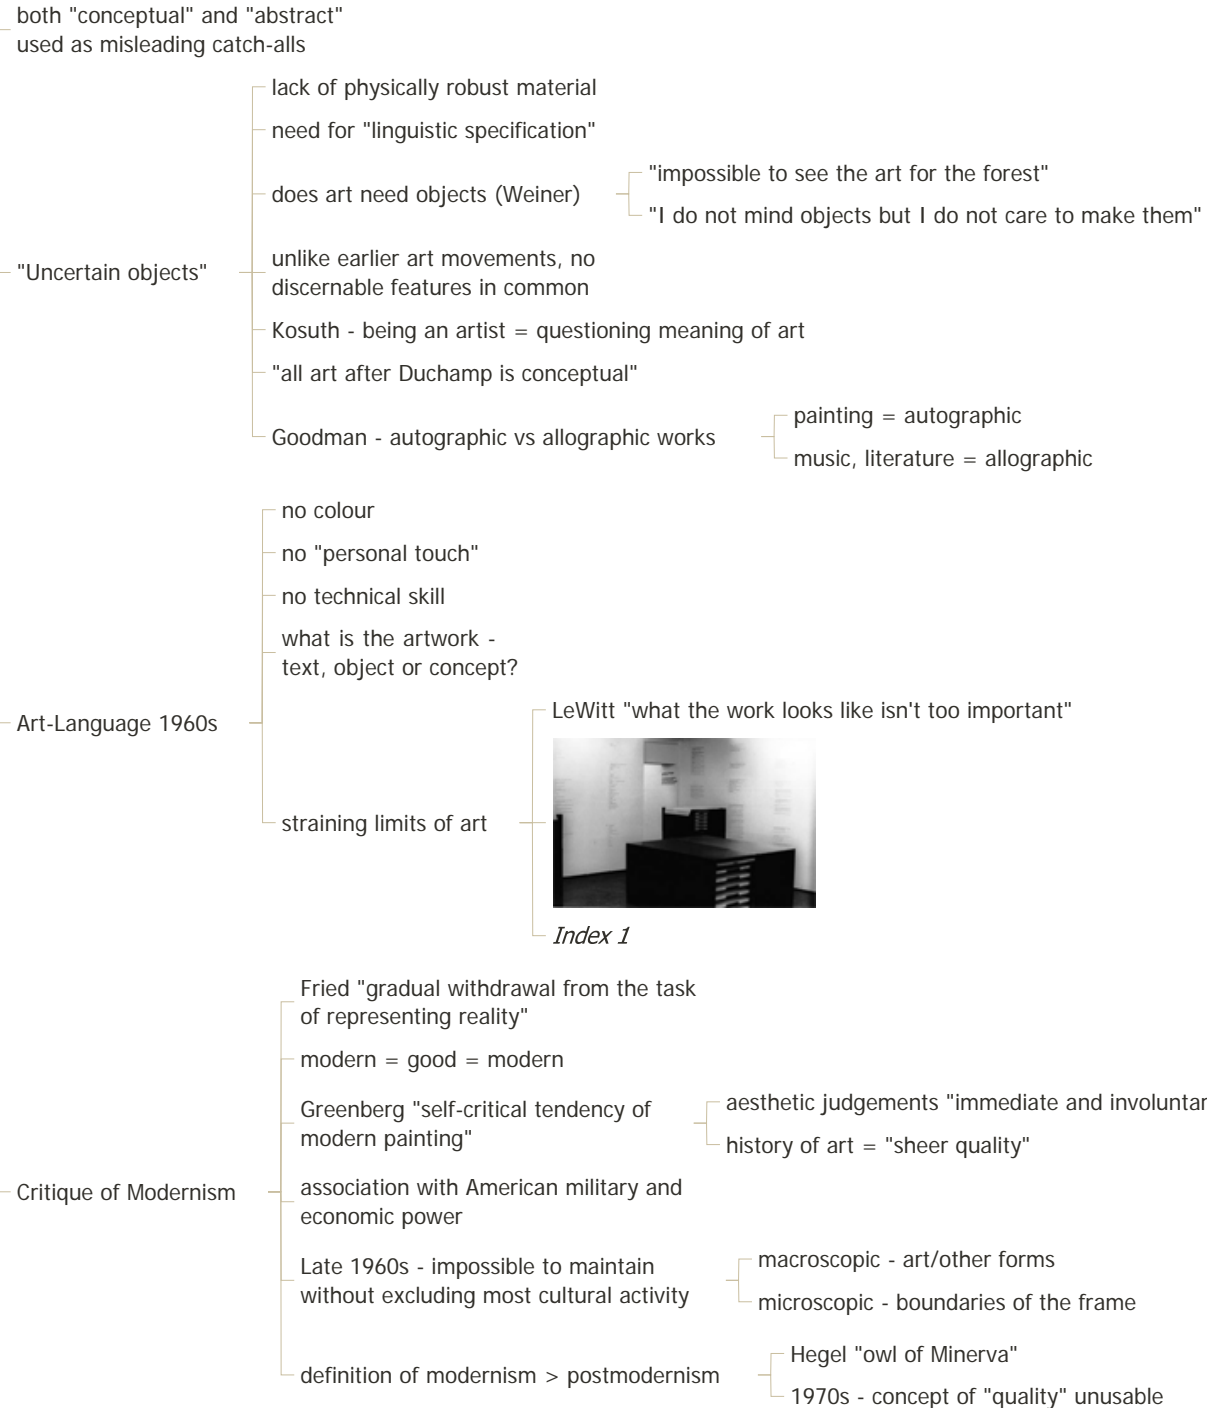 both "conceptual" and "abstract"
used as misleading catch-alls
"Uncertain objects"
lack of physically robust material
need for "linguistic specification"
does art need objects (Weiner)
"impossible to see the art for the forest"
"I do not mind objects but I do not care to make them"
unlike earlier art movements, no
discernable features in common
Kosuth - being an artist = questioning meaning of art
"all art after Duchamp is conceptual"
Goodman - autographic vs allographic works
painting = autographic
music, literature = allographic
Art-Language 1960s
no colour
no "personal touch"
no technical skill
what is the artwork -
text, object or concept?
straining limits of art
LeWitt "what the work looks like isn't too important"
Index 1
Critique of Modernism
Fried "gradual withdrawal from the task
of representing reality"
modern = good = modern
Greenberg "self-critical tendency of
modern painting"
aesthetic judgements "immediate and involuntar
history of art = "sheer quality"
association with American military and
economic power
Late 1960s - impossible to maintain
without excluding most cultural activity
macroscopic - art/other forms
microscopic - boundaries of the frame
definition of modernism > postmodernism
Hegel "owl of Minerva"
1970s - concept of "quality" unusable